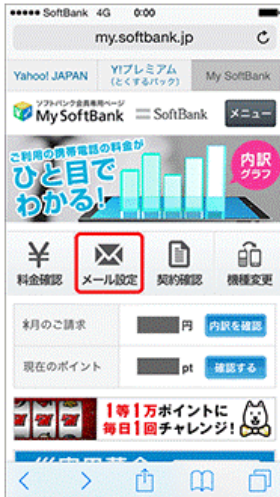 SoftBank 4G 0:00
my.softbank.jp
Yahoo! JAPAN
Y!プレミアム
(とくするパック)
My SoftBank
ソフトバンク会員専用ページ
My SoftBank
SoftBank
メニュー
ご利用の携帯電話の料金が
ひと目で
わかる!
内訳
グラフ
料金確認
メール設定
契約確認
機種変更
本月のご請求
円
内訳を確認
現在のポイント
pt
確認する
1等1万ポイントに
毎日1回チャレンジ!